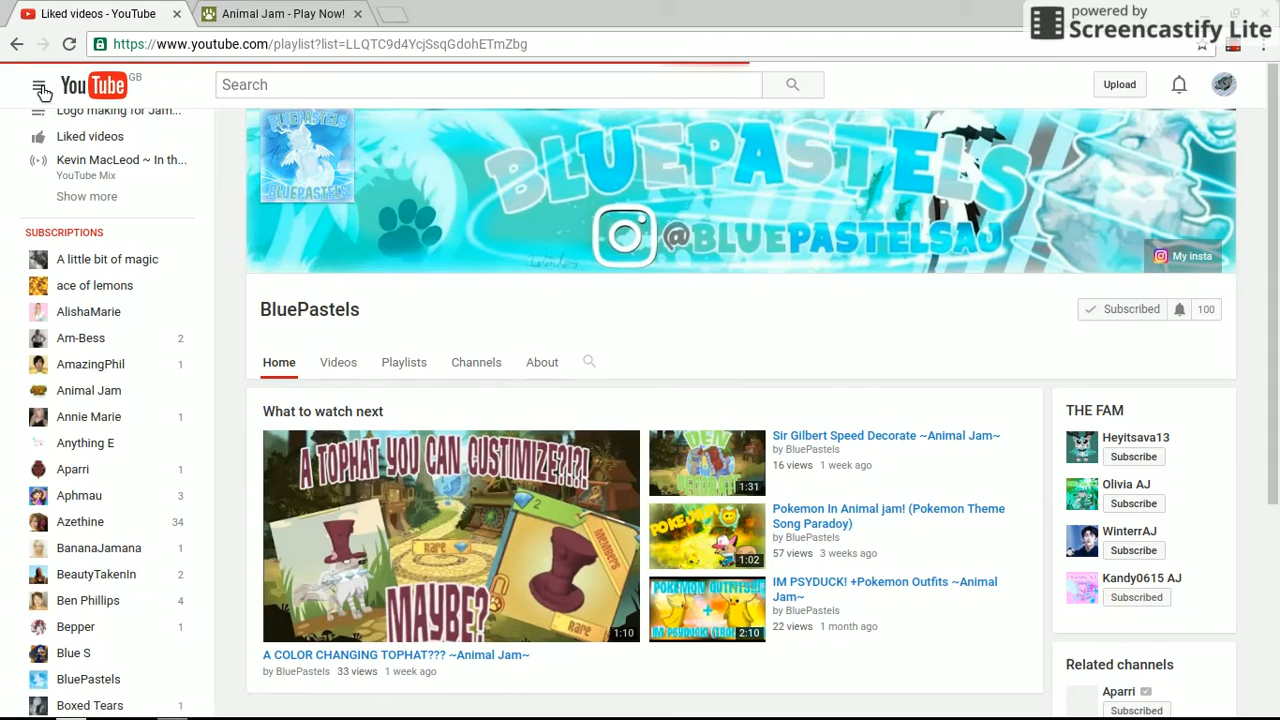 Liked videos - YouTube
Animal Jam - Play Now!
powered by
Screencastify Lite
https://www.youtube.com/playlist?list=LLQTC9d4YcjSsqGdohETmZbg
YouTube GB
Search
Upload
Logo making for Jam...
Liked videos
Kevin MacLeod ~ In th...
YouTube Mix
Show more
SUBSCRIPTIONS
A little bit of magic
ace of lemons
AlishaMarie
Am-Bess 2
AmazingPhil 1
Animal Jam
Annie Marie 1
Anything E
Aparri 1
Aphmau 3
Azethine 34
BananaJamana 1
BeautyTakenIn 2
Ben Phillips 4
Bepper 1
Blue S
BluePastels
Boxed Tears 1
BLUEPASTELS
BLUEPASTELS
BLUEPASTELS
@BLUEPASTELSAJ
My insta
BluePastels
Subscribed 100
Home Videos Playlists Channels About
What to watch next
A TOPHAT YOU CAN CUSTIMIZE?!?!
2
Rare
Members
MAYBE?
Rare
1:10
A COLOR CHANGING TOPHAT??? ~Animal Jam~
by BluePastels 33 views 1 week ago
DEN
1:31
Sir Gilbert Speed Decorate ~Animal Jam~
by BluePastels
16 views 1 week ago
POKEJAM
1:02
Pokemon In Animal jam! (Pokemon Theme
Song Paradoy)
by BluePastels
57 views 3 weeks ago
POKEMON OUTFITS!!!
2:10
IM PSYDUCK! +Pokemon Outfits ~Animal
Jam~
by BluePastels
22 views 1 month ago
THE FAM
Heyitsava13
Subscribe
Olivia AJ
Subscribe
WinterrAJ
Subscribe
Kandy0615 AJ
Subscribed
Related channels
Aparri
Subscribed